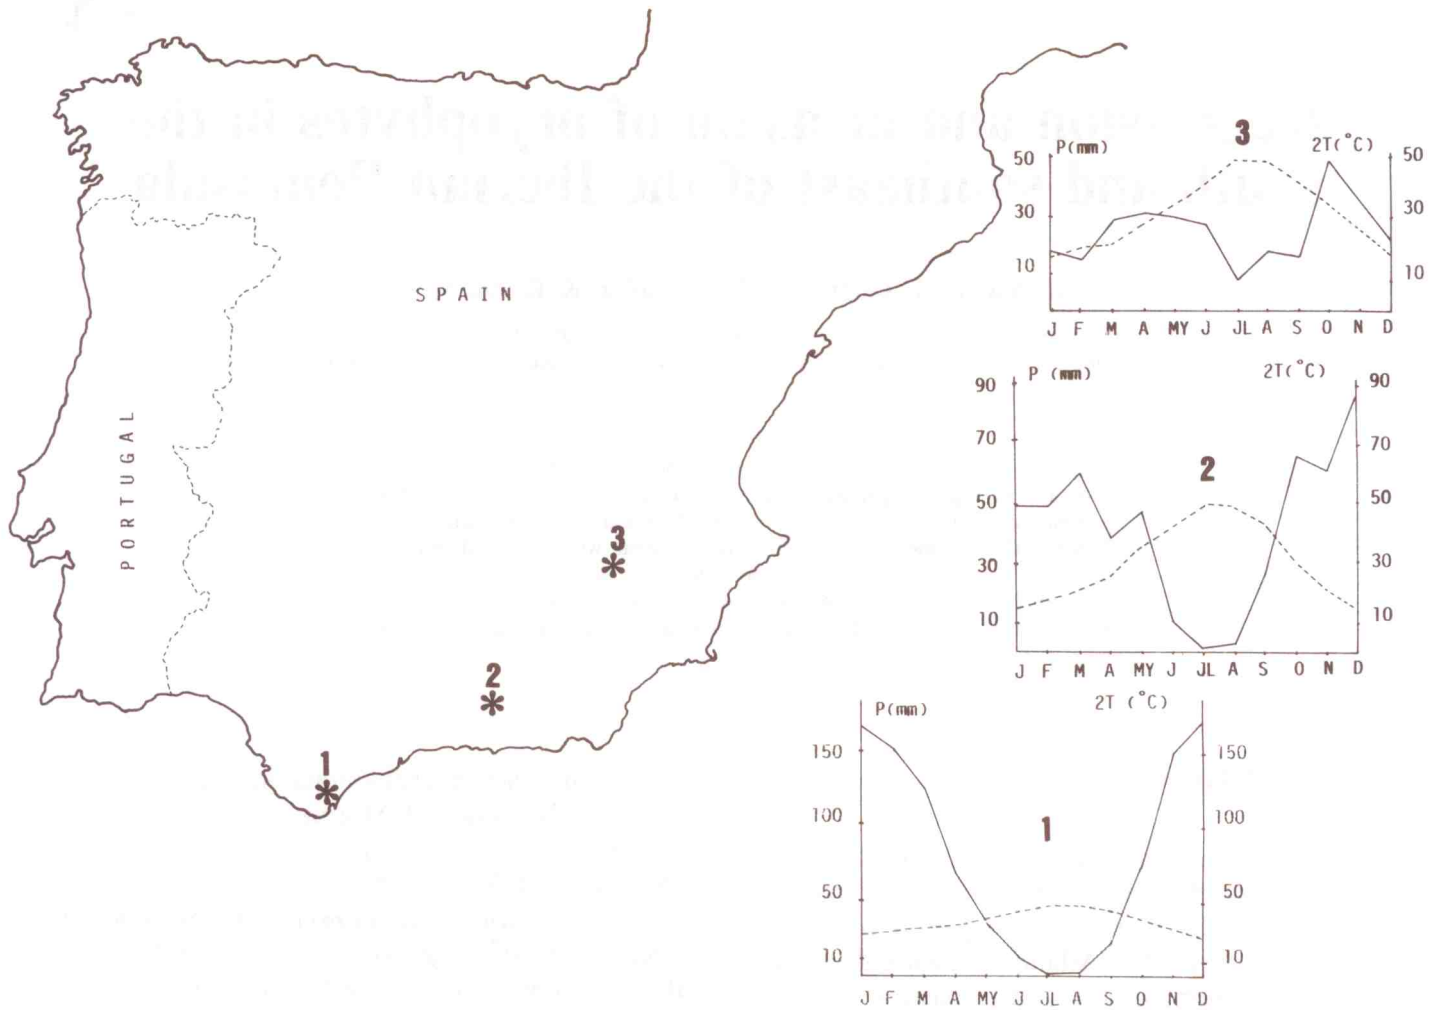 SPAIN
PORTUGAL
3
2
1
3
P(mm) 2T(°C)
50 50
30 30
10 10
J F M A MY J JL A S O N D
P (mm) 2T(°C)
90 90
2
70 70
50 50
30 30
10 10
J F M A MY J JL A S O N D
P(mm) 2T (°C)
150 150
100 100
1
50 50
10 10
J F M A MY J JL A S O N D